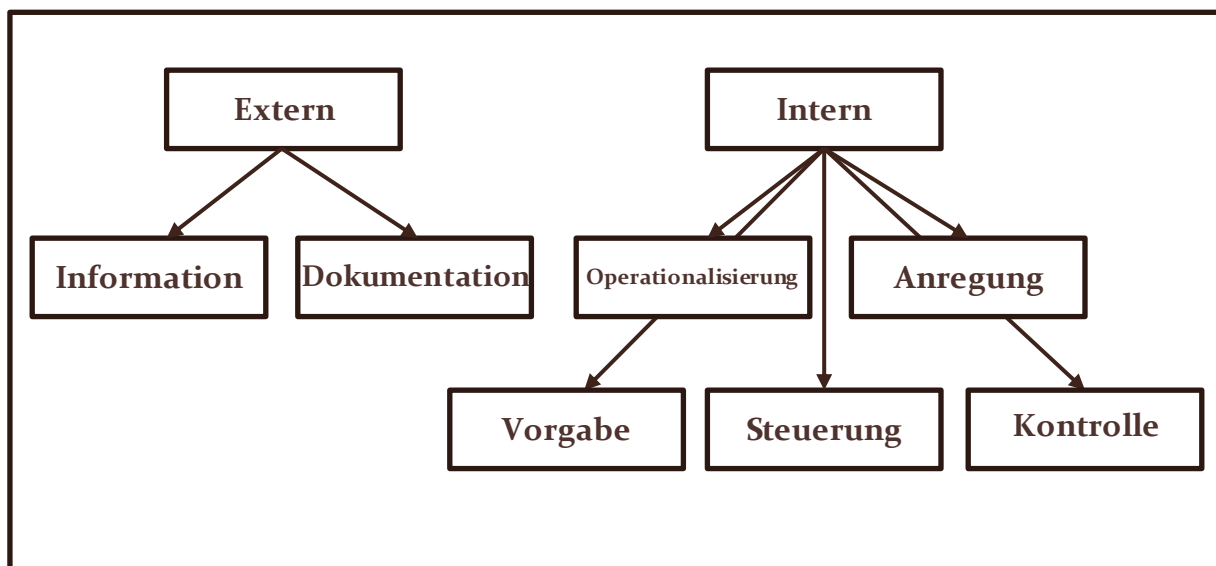 Extern
Intern
Information
Dokumentation
Operationalisierung
Anregung
Vorgabe
Steuerung
Kontrolle